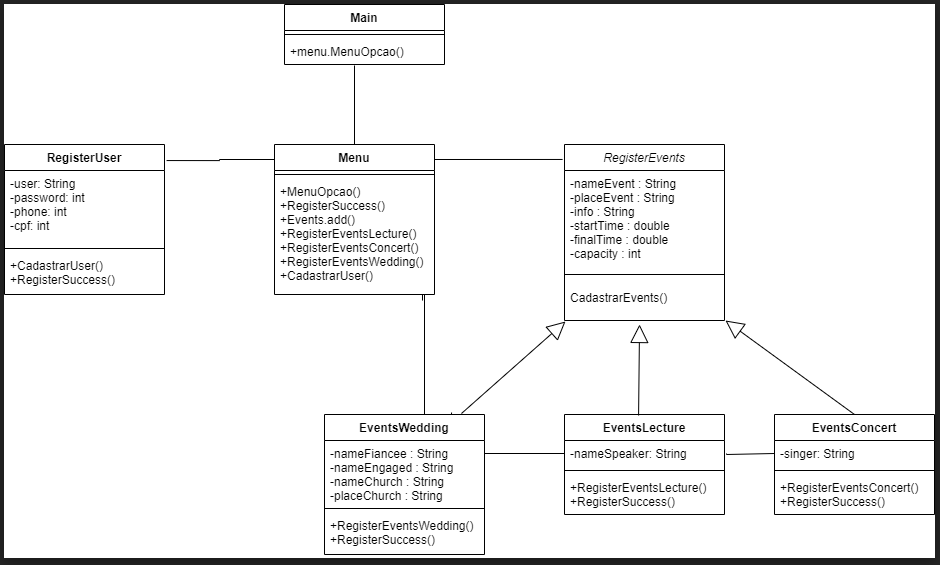 Main
+menu.MenuOpcao()
RegisterUser
-user: String
-password: int
-phone: int
-cpf: int
+CadastrarUser()
+RegisterSuccess()
Menu
+MenuOpcao()
+RegisterSuccess()
+Events.add()
+RegisterEventsLecture()
+RegisterEventsConcert()
+RegisterEventsWedding()
+CadastrarUser()
RegisterEvents
-nameEvent : String
-placeEvent : String
-info : String
-startTime : double
-finalTime : double
-capacity : int
CadastrarEvents()
EventsWedding
-nameFiancee : String
-nameEngaged : String
-nameChurch : String
-placeChurch : String
+RegisterEventsWedding()
+RegisterSuccess()
EventsLecture
-nameSpeaker: String
+RegisterEventsLecture()
+RegisterSuccess()
EventsConcert
-singer: String
+RegisterEventsConcert()
+RegisterSuccess()